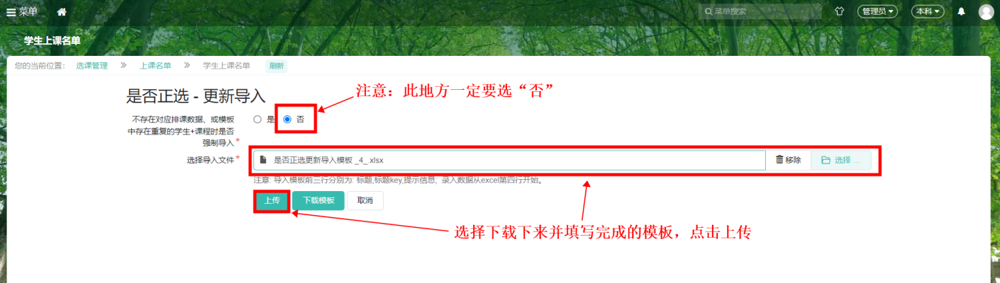 菜单
菜单搜索
管理员
本科
学生上课名单
您的当前位置： 选课管理 » 上课名单 » 学生上课名单 刷新
是否正选 - 更新导入
注意：此地方一定要选“否”
不存在对应排课数据、或模板
中存在重复的学生+课程时是否
强制导入*
是 否
选择导入文件*
是否正选更新导入模板 _4_.xlsx
移除
选择 ...
注意: 导入模板前三行分别为: 标题,标题key,提示信息; 录入数据从excel第四行开始。
上传 下载模板 取消
选择下载下来并填写完成的模板，点击上传